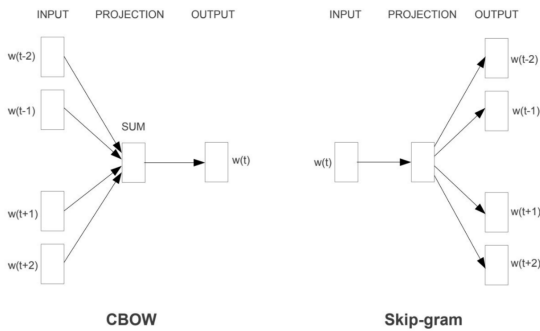 INPUT PROJECTION OUTPUT
w(t-2)
w(t-1)
SUM
w(t)
w(t+1)
w(t+2)
CBOW
INPUT PROJECTION OUTPUT
w(t-2)
w(t-1)
w(t)
w(t+1)
w(t+2)
Skip-gram